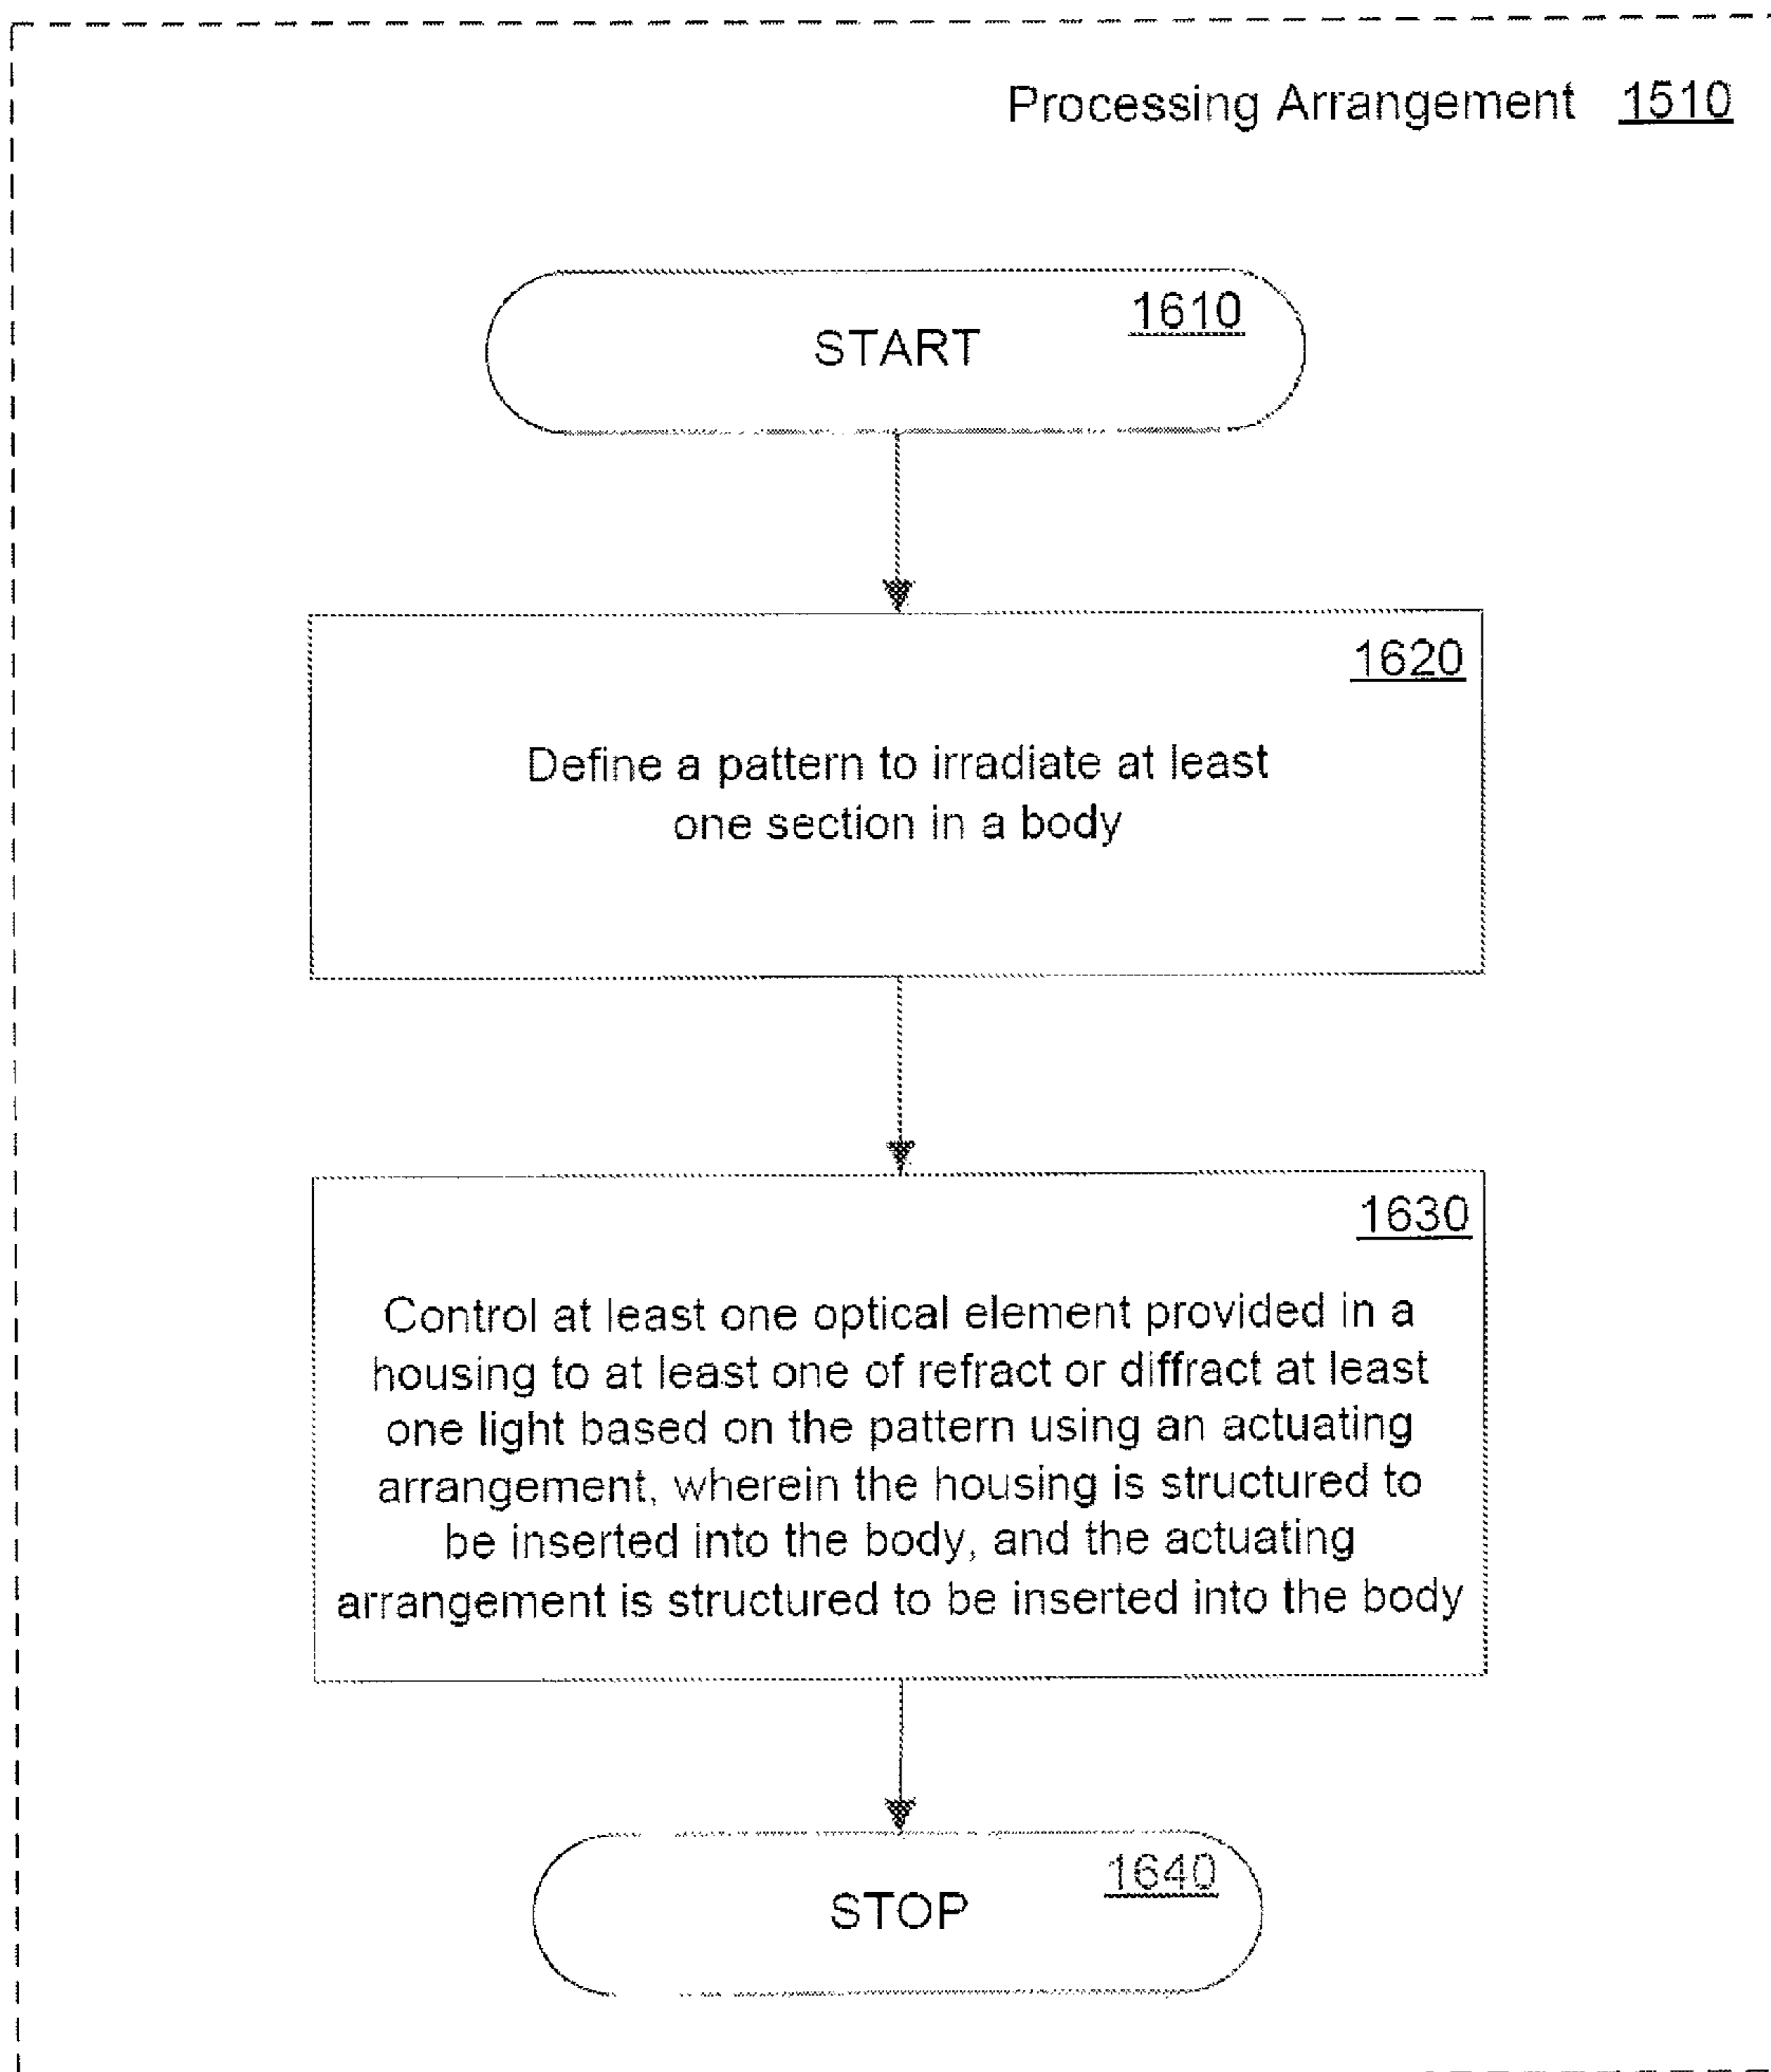 Processing Arrangement 1510
1610
START
1620
Define a pattern to irradiate at least
one section in a body
1630
Control at least one optical element provided in a
housing to at least one of refract or diffract at least
one light based on the pattern using an actuating
arrangement, wherein the housing is structured to
be inserted into the body, and the actuating
arrangement is structured to be inserted into the body
1640
STOP